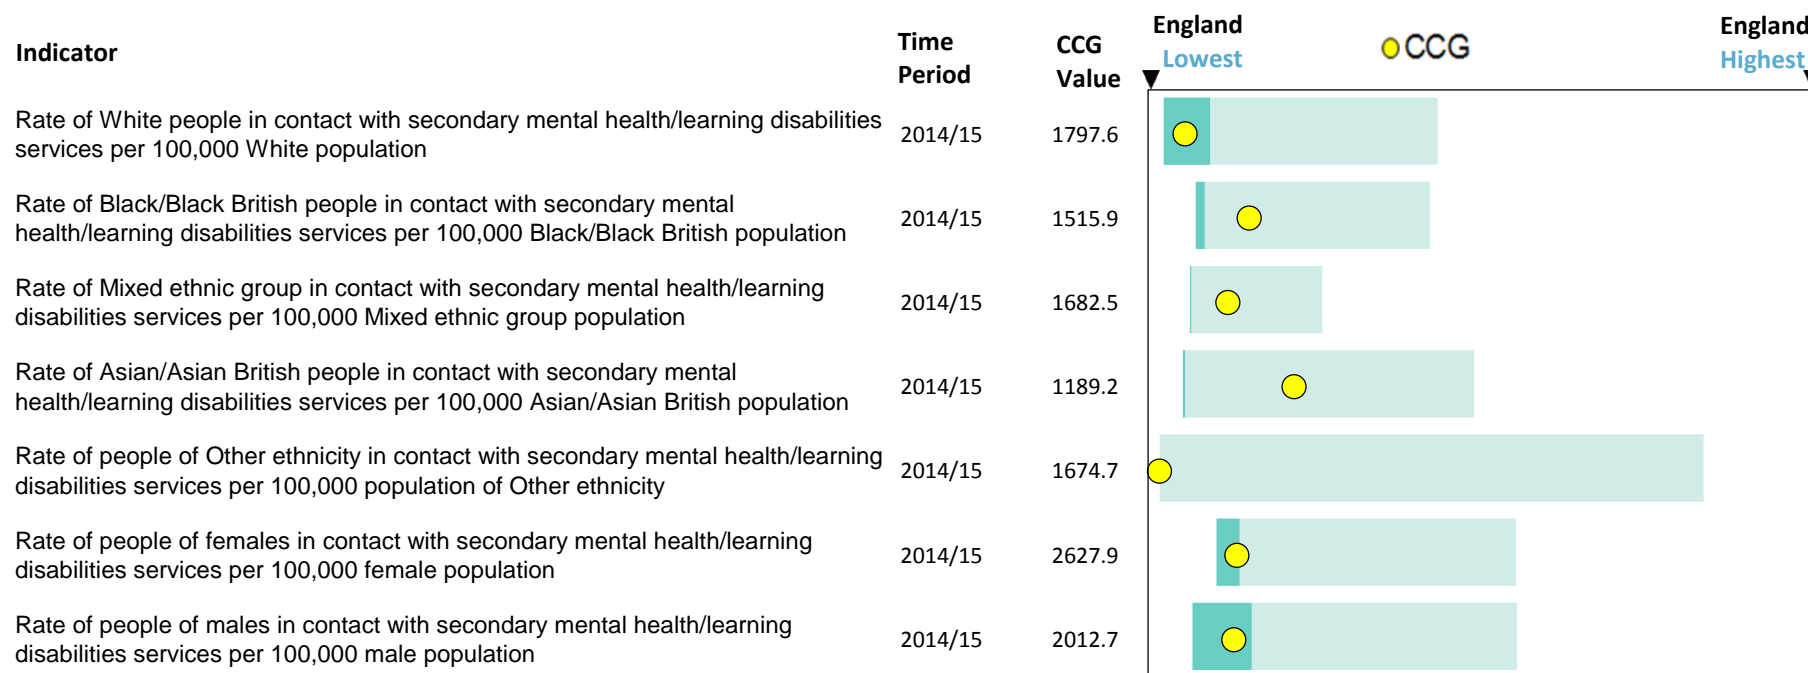 Indicator
Time
Period
CCG
Value
England
Lowest
CCG
England
Highest
Rate of White people in contact with secondary mental health/learning disabilities
services per 100,000 White population
2014/15
1797.6
Rate of Black/Black British people in contact with secondary mental
health/learning disabilities services per 100,000 Black/Black British population
2014/15
1515.9
Rate of Mixed ethnic group in contact with secondary mental health/learning
disabilities services per 100,000 Mixed ethnic group population
2014/15
1682.5
Rate of Asian/Asian British people in contact with secondary mental
health/learning disabilities services per 100,000 Asian/Asian British population
2014/15
1189.2
Rate of people of Other ethnicity in contact with secondary mental health/learning
disabilities services per 100,000 population of Other ethnicity
2014/15
1674.7
Rate of people of females in contact with secondary mental health/learning
disabilities services per 100,000 female population
2014/15
2627.9
Rate of people of males in contact with secondary mental health/learning
disabilities services per 100,000 male population
2014/15
2012.7